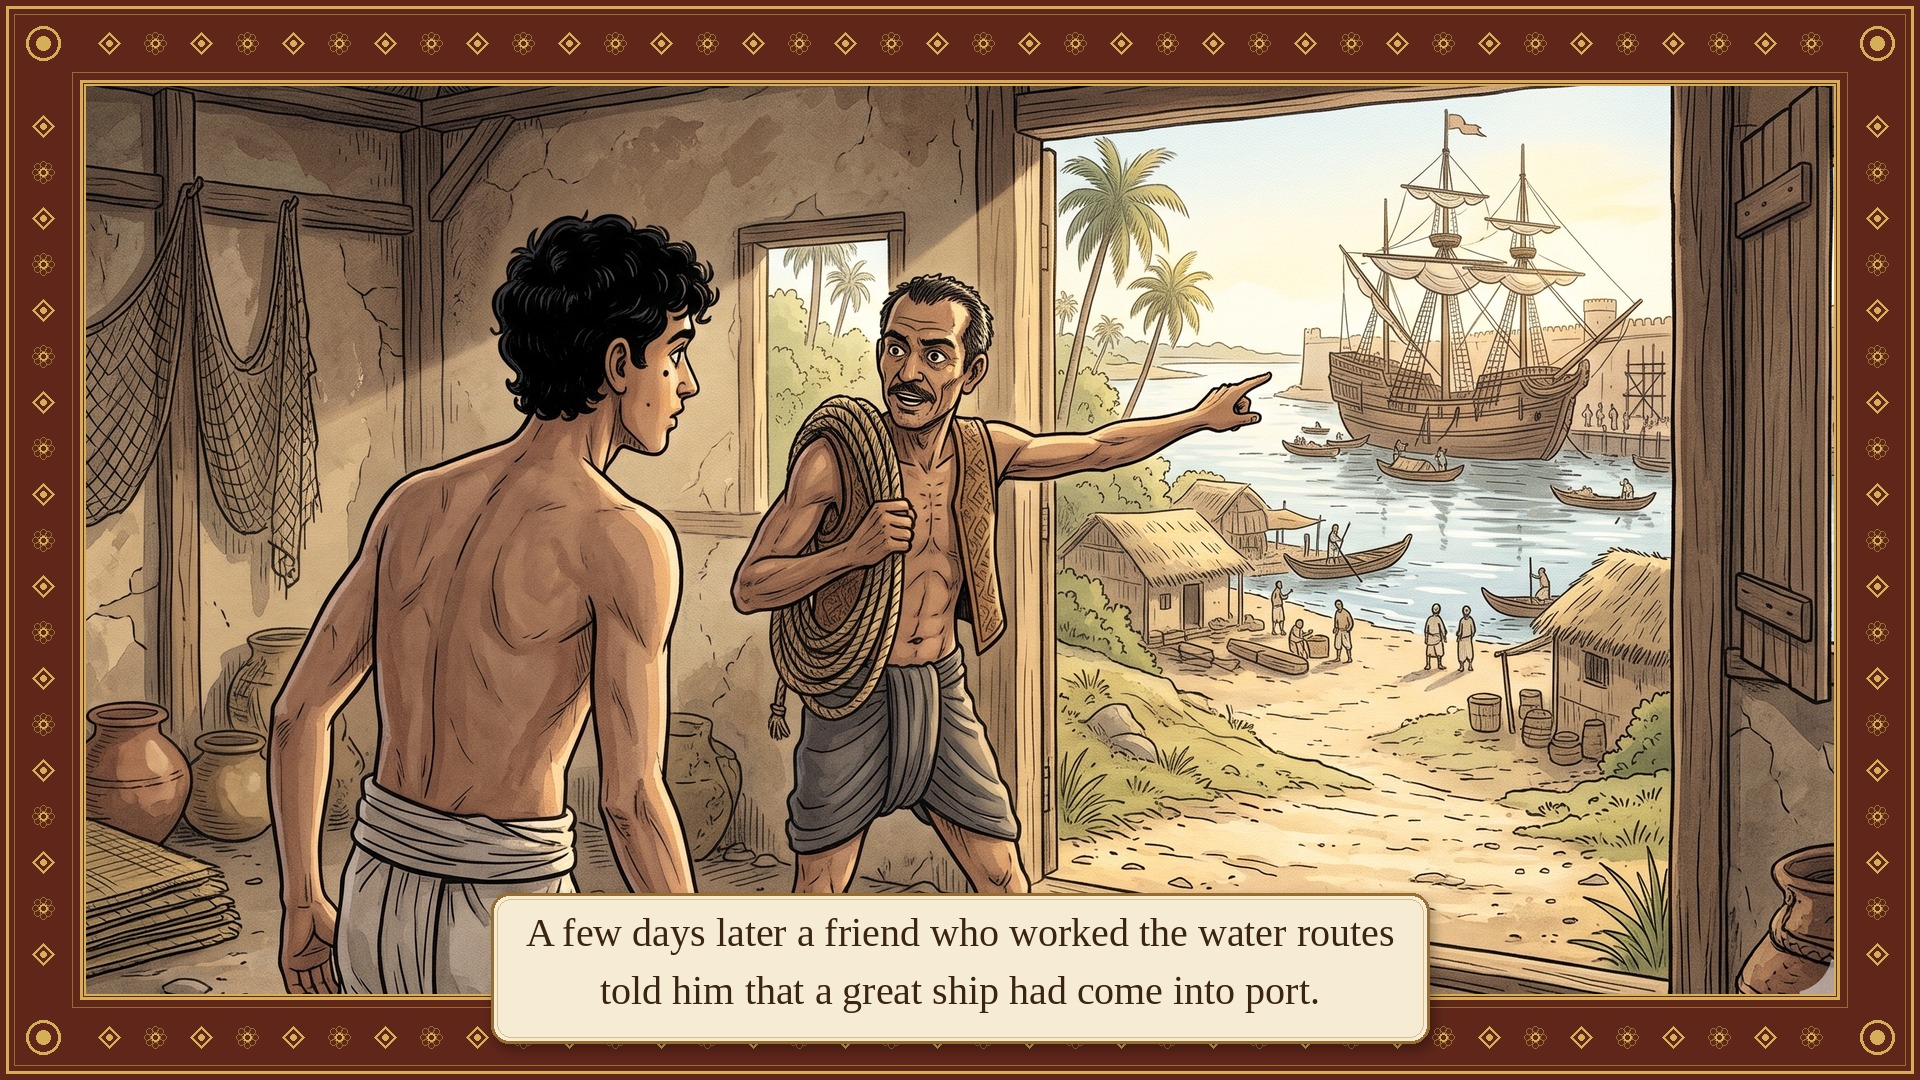 A few days later a friend who worked the water routes
told him that a great ship had come into port.